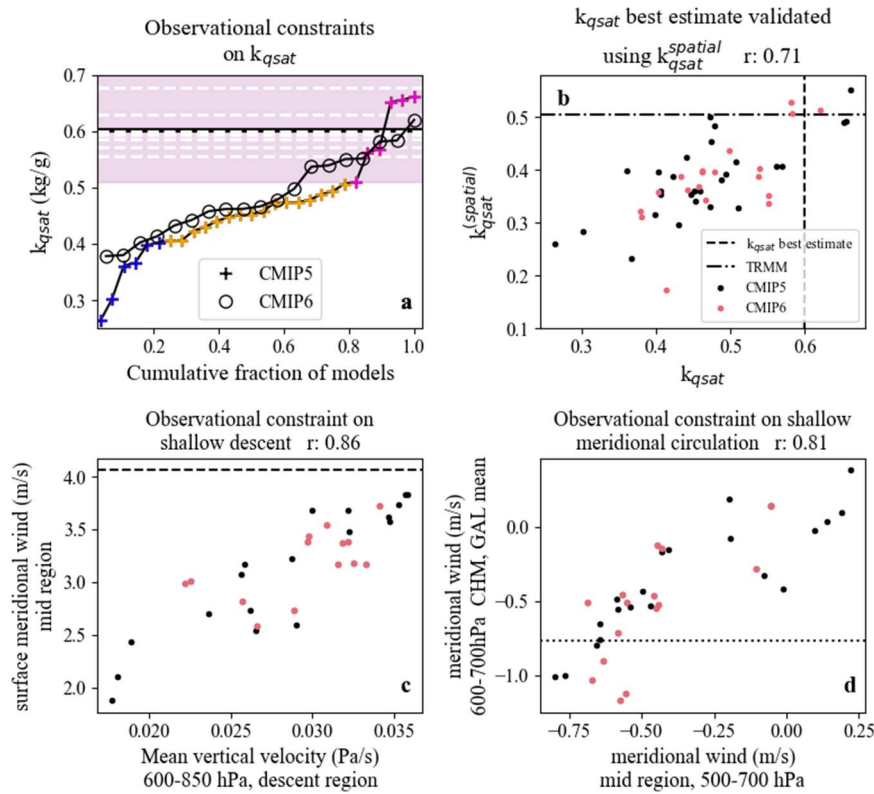 Observational constraints
on k_qsat
k_qsat (kg/g)
0.7
0.6
0.5
0.4
0.3
CMIP5
CMIP6
a
0.2 0.4 0.6 0.8 1.0
Cumulative fraction of models
k_qsat best estimate validated
using k_qsat^spatial r: 0.71
k_qsat^(spatial)
b
0.5
0.4
0.3
0.2
0.1
k_qsat best estimate
TRMM
CMIP5
CMIP6
0.3 0.4 0.5 0.6
k_qsat
Observational constraint on
shallow descent r: 0.86
surface meridional wind (m/s)
mid region
4.0
3.5
3.0
2.5
2.0
c
0.020 0.025 0.030 0.035
Mean vertical velocity (Pa/s)
600-850 hPa, descent region
Observational constraint on shallow
meridional circulation r: 0.81
meridional wind (m/s)
600-700hPa CHM, GAL mean
0.0
−0.5
−1.0
d
−0.75 −0.50 −0.25 0.00 0.25
meridional wind (m/s)
mid region, 500-700 hPa